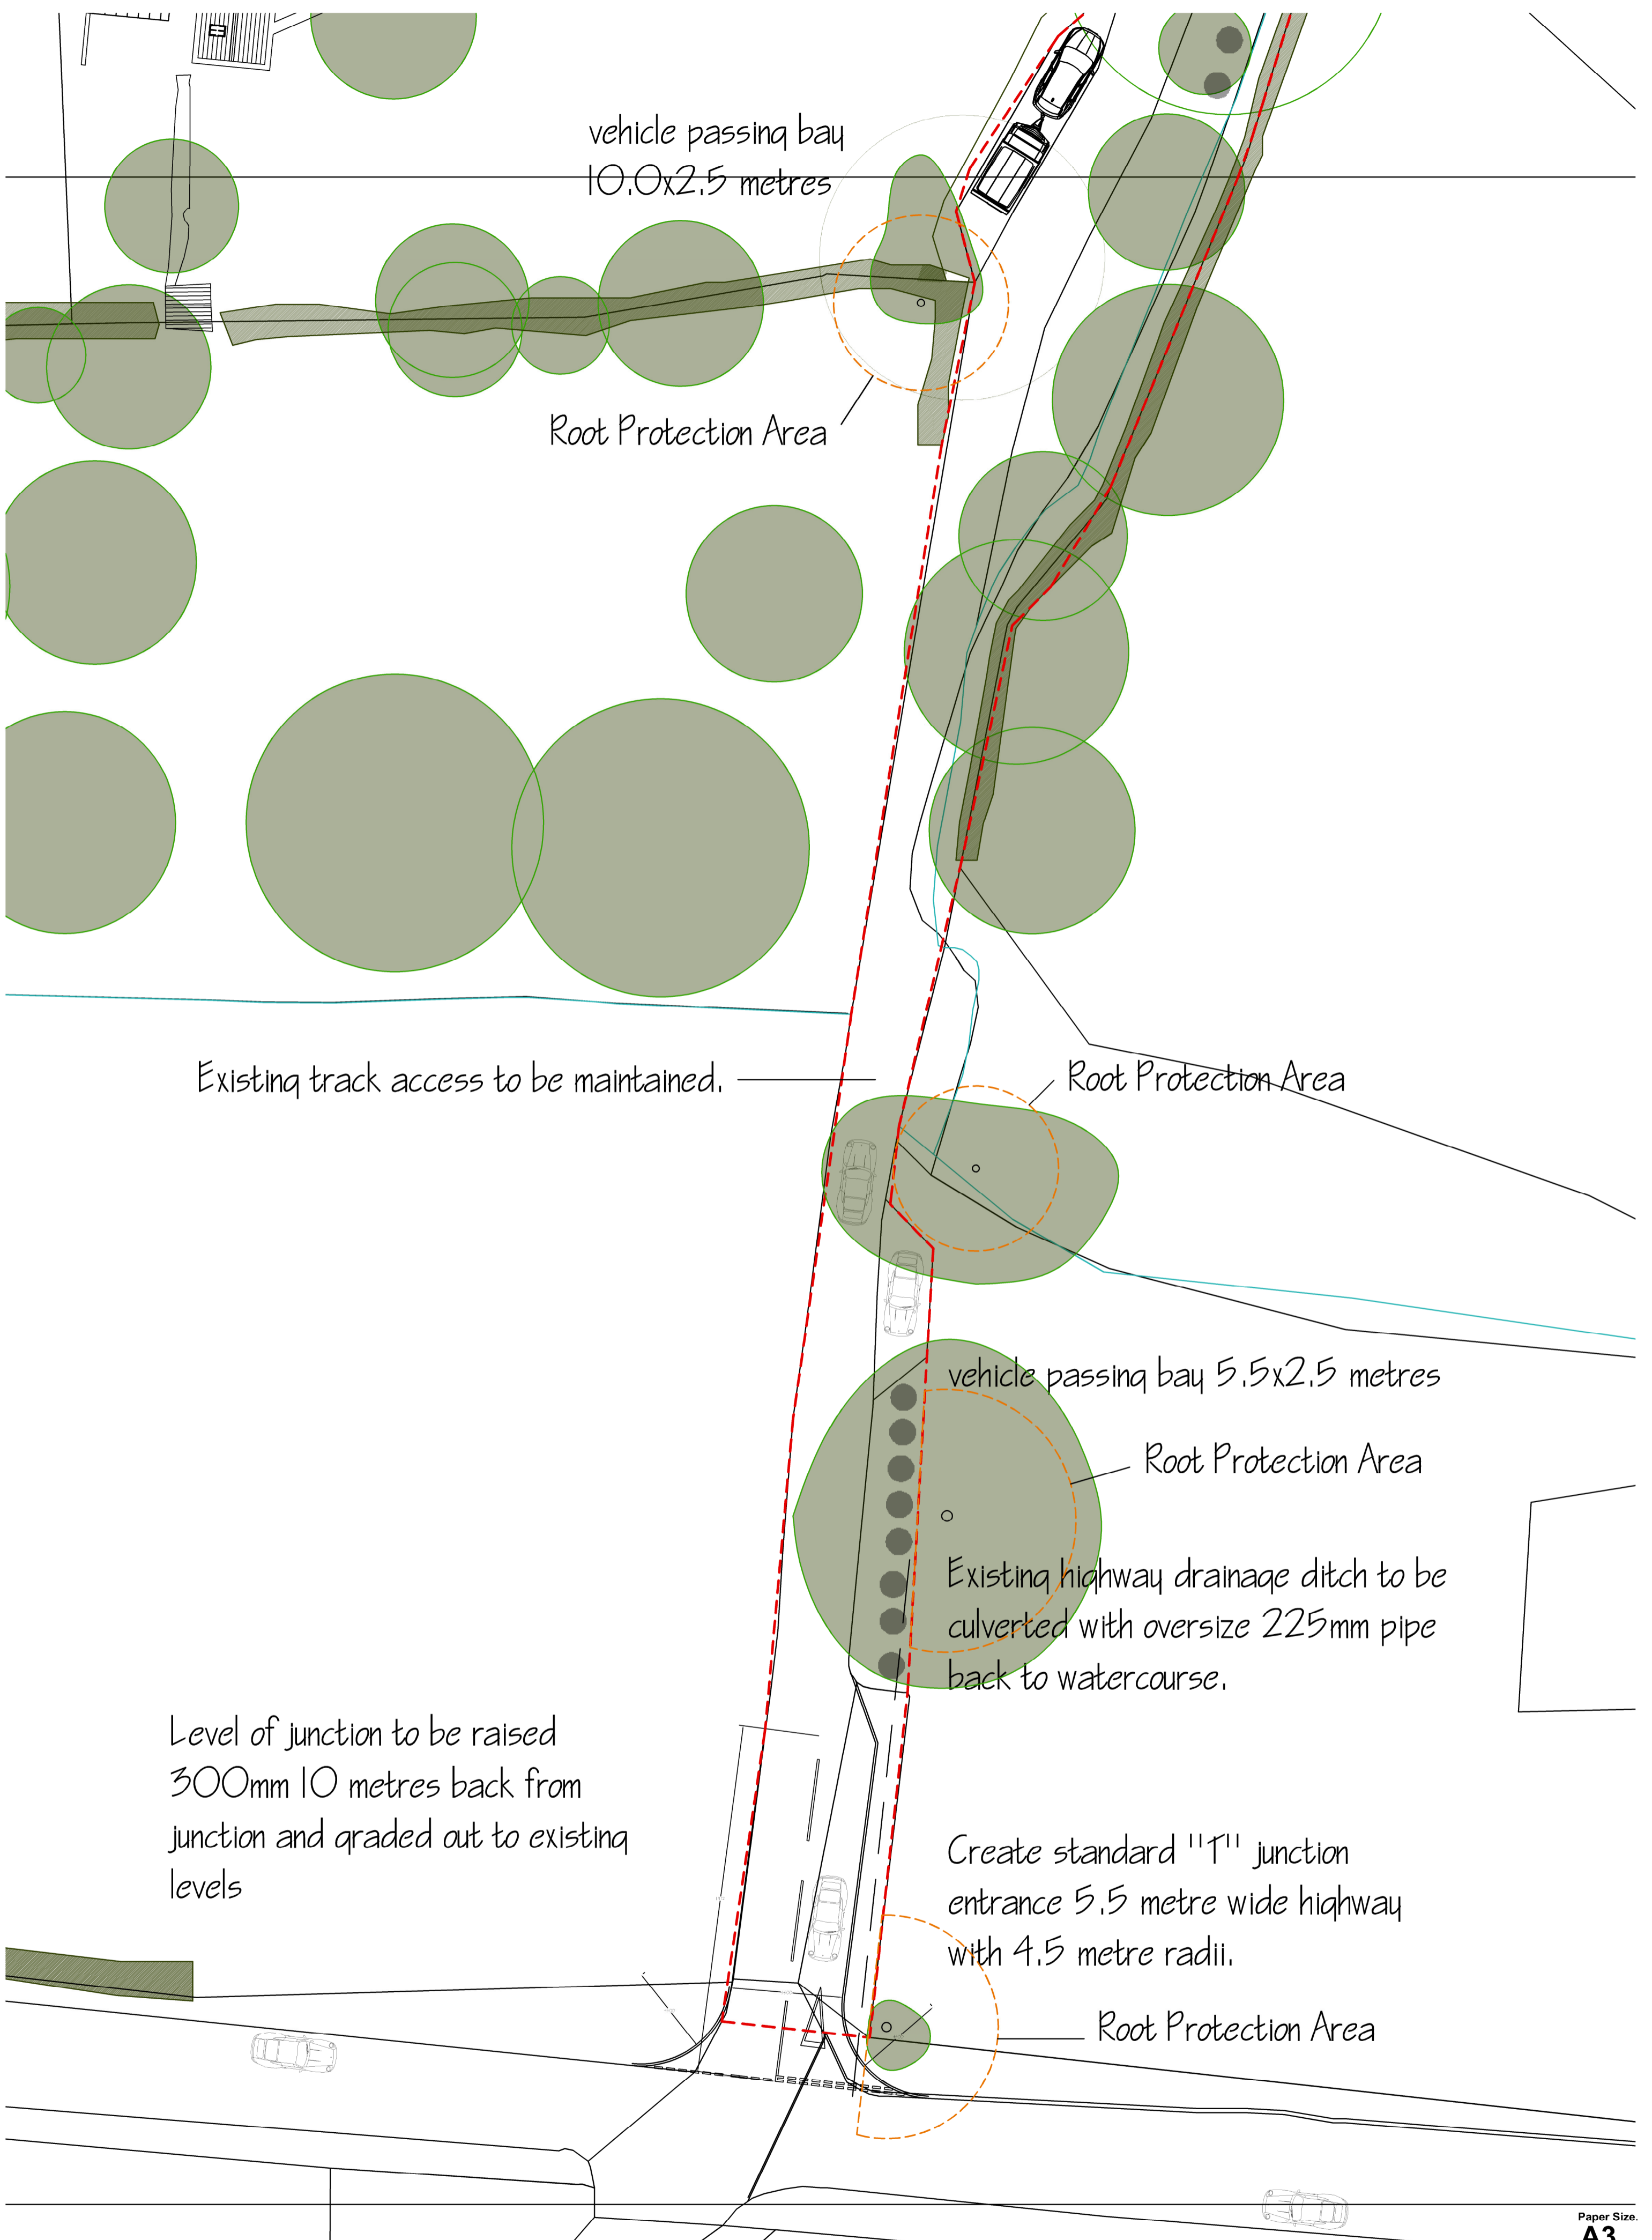 vehicle passing bay
10.0x2.5 metres
Root Protection Area
Existing track access to be maintained.
Root Protection Area
vehicle passing bay 5.5x2.5 metres
Root Protection Area
Existing highway drainage ditch to be
culverted with oversize 225mm pipe
back to watercourse.
Level of junction to be raised
300mm 10 metres back from
junction and graded out to existing
levels
Create standard "T" junction
entrance 5.5 metre wide highway
with 4.5 metre radii.
Root Protection Area
Paper Size.
A3